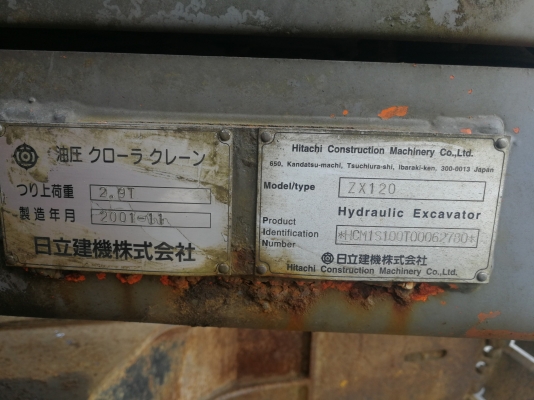 油圧 クローラ クレーン
つり上荷重 2.9T
製造年月 2001-11
日立建機株式会社
Hitachi Construction Machinery Co.,Ltd.
650, Kandatsu-machi, Tsuchiura-shi, Ibaraki-ken, 300-0013 Japan
Model/type ZX120
Hydraulic Excavator
Product
Identification *HCM1S100T00062780*
Number
日立建機株式会社
Hitachi Construction Machinery Co.,Ltd.